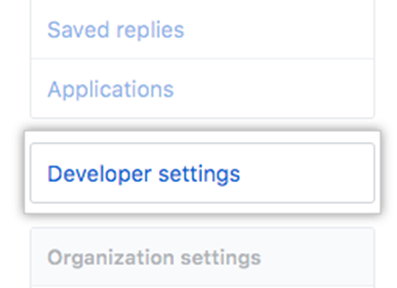 Saved replies
Applications
Developer settings
Organization settings